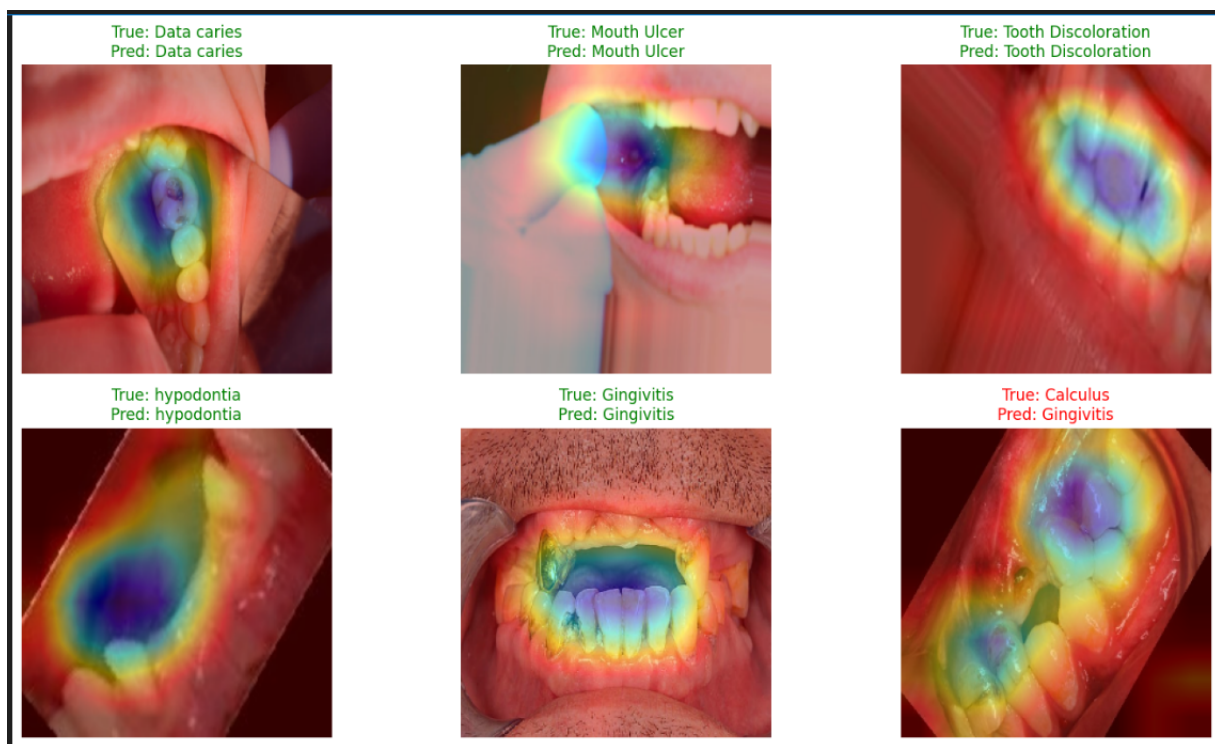 True: Data caries
Pred: Data caries
True: Mouth Ulcer
Pred: Mouth Ulcer
True: Tooth Discoloration
Pred: Tooth Discoloration
True: hypodontia
Pred: hypodontia
True: Gingivitis
Pred: Gingivitis
True: Calculus
Pred: Gingivitis